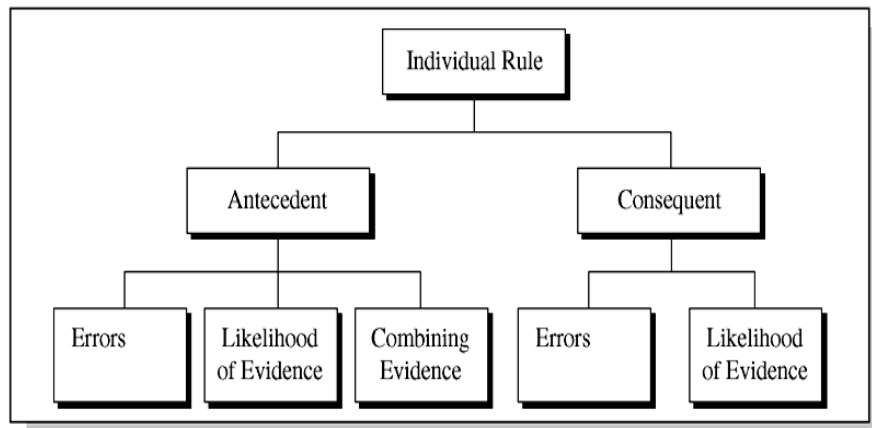 Individual Rule
Antecedent
Consequent
Errors
Likelihood
of Evidence
Combining
Evidence
Errors
Likelihood
of Evidence